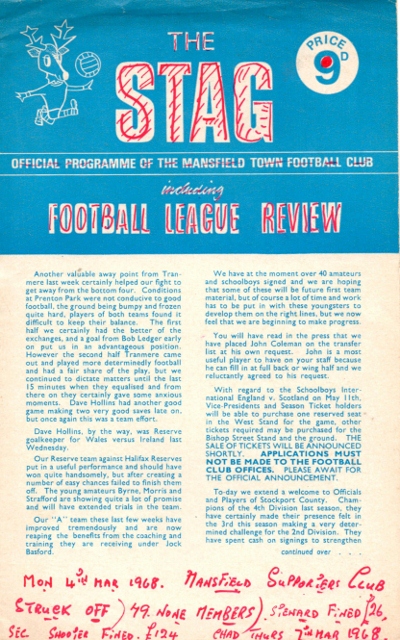 THE
STAG
PRICE
9D
OFFICIAL PROGRAMME OF THE MANSFIELD TOWN FOOTBALL CLUB
including
FOOTBALL LEAGUE REVIEW
Another valuable away point from Tran-
mere last week certainly helped our fight to
get away from the bottom four. Conditions
at Prenton Park were not conducive to good
football, the ground being bumpy and frozen
quite hard, players of both teams found it
difficult to keep their balance. The first
half we certainly had the better of the
exchanges, and a goal from Bob Ledger early
on put us in an advantageous position.
However the second half Tranmere came
out and played more determinedly football
and had a fair share of the play, but we
continued to dictate matters until the last
15 minutes when they equalised and from
there on they certainly gave some anxious
moments. Dave Hollins had another good
game making two very good saves late on,
but once again this was a team effort.
Dave Hollins, by the way, was Reserve
goalkeeper for Wales versus Ireland last
Wednesday.
Our Reserve team against Halifax Reserves
put in a useful performance and should have
won quite handsomely, but after creating a
number of easy chances failed to finish them
off. The young amateurs Byrne, Morris and
Strafford are showing quite a lot of promise
and will have extended trials in the team.
Our "A" team these last few weeks have
improved tremendously and are now
reaping the benefits from the coaching and
training they are receiving under Jock
Basford.
We have at the moment over 40 amateurs
and schoolboys signed and we are hoping
that some of these will be future first team
material, but of course a lot of time and work
has to be put in with these youngsters to
develop them on the right lines, but we now
feel that we are beginning to make progress.
You will have read in the press that we
have placed John Coleman on the transfer
list at his own request. John is a most
useful player to have on your staff because
he can fill in at full back or wing half and we
reluctantly agreed to his request.
With regard to the Schoolboys Inter-
national England v. Scotland on May 11th,
Vice-Presidents and Season Ticket holders
will be able to purchase one reserved seat
in the West Stand for the game, other
tickets required may be purchased for the
Bishop Street Stand and the ground. THE
SALE OF TICKETS WILL BE ANNOUNCED
SHORTLY. APPLICATIONS MUST
NOT BE MADE TO THE FOOTBALL
CLUB OFFICES. PLEASE AWAIT FOR
THE OFFICIAL ANNOUNCEMENT.
To-day we extend a welcome to Officials
and Players of Stockport County. Cham-
pions of the 4th Division last season, they
have certainly made their presence felt in
the 3rd this season making a very deter-
mined challenge for the 2nd Division. They
have spent cash on signings to strengthen
continued over . . . .
MON 4TH MAR 1968. MANSFIELD SUPPORTERS CLUB
STRUCK OFF) 49. NONE MEMBERS). STENARD FINED £26,
SEC SHOOTER FINED. £124 CHAD THURS 7TH MAR 1968.